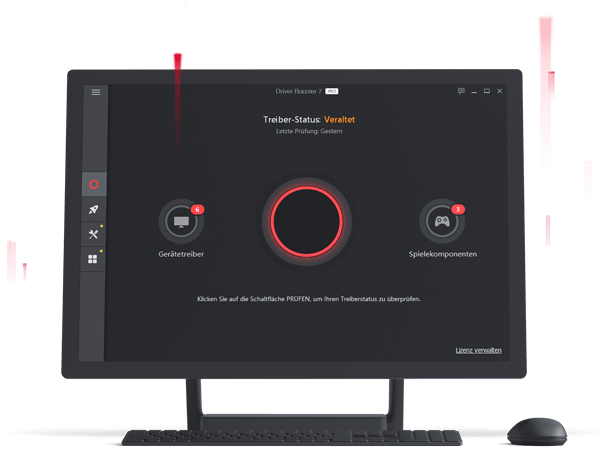 Driver Booster 7 PRO
Treiber-Status: Veraltet
Letzte Prüfung: Gestern
6
3
Gerätetreiber
Spielekomponenten
Klicken Sie auf die Schaltfläche PRÜFEN, um Ihren Treiberstatus zu überprüfen.
Lizenz verwalten